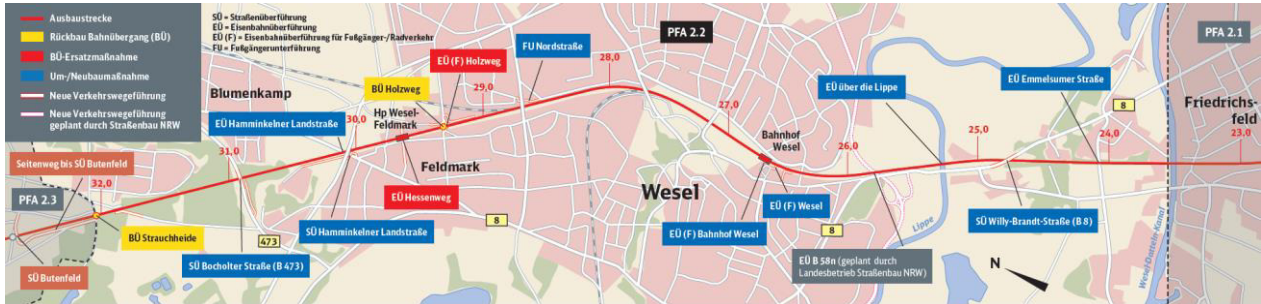 Ausbaustrecke
Rückbau Bahnübergang (BÜ)
BÜ-Ersatzmaßnahme
Um-/Neubaumaßnahme
Neue Verkehrswegeführung
Neue Verkehrswegeführung
geplant durch Straßenbau NRW
SÜ = Straßenüberführung
EÜ = Eisenbahnüberführung
EÜ (F) = Eisenbahnüberführung für Fußgänger-/Radverkehr
FU = Fußgängerunterführung
PFA 2.2
PFA 2.1
FU Nordstraße
EÜ (F) Holzweg
28,0
EÜ über die Lippe
EÜ Emmelsumer Straße
BÜ Holzweg
29,0
Blumenkamp
8
Friedrichs-
feld
EÜ Hamminkelner Landstraße
30,0
Hp Wesel-
Feldmark
27,0
Bahnhof
Wesel
25,0
24,0
23.0
31,0
26,0
Seitenweg bis SÜ Butenfeld
Feldmark
32,0
PFA 2.3
EÜ Hessenweg
Wesel
EÜ (F) Wesel
8
SÜ Hamminkelner Landstraße
EÜ (F) Bahnhof Wesel
8
Lippe
SÜ Willy-Brandt-Straße (B 8)
BÜ Strauchheide
473
SÜ Bocholter Straße (B 473)
EÜ B 58n (geplant durch
Landesbetrieb Straßenbau NRW)
N
Wesel-Datteln-Kanal
SÜ Butenfeld